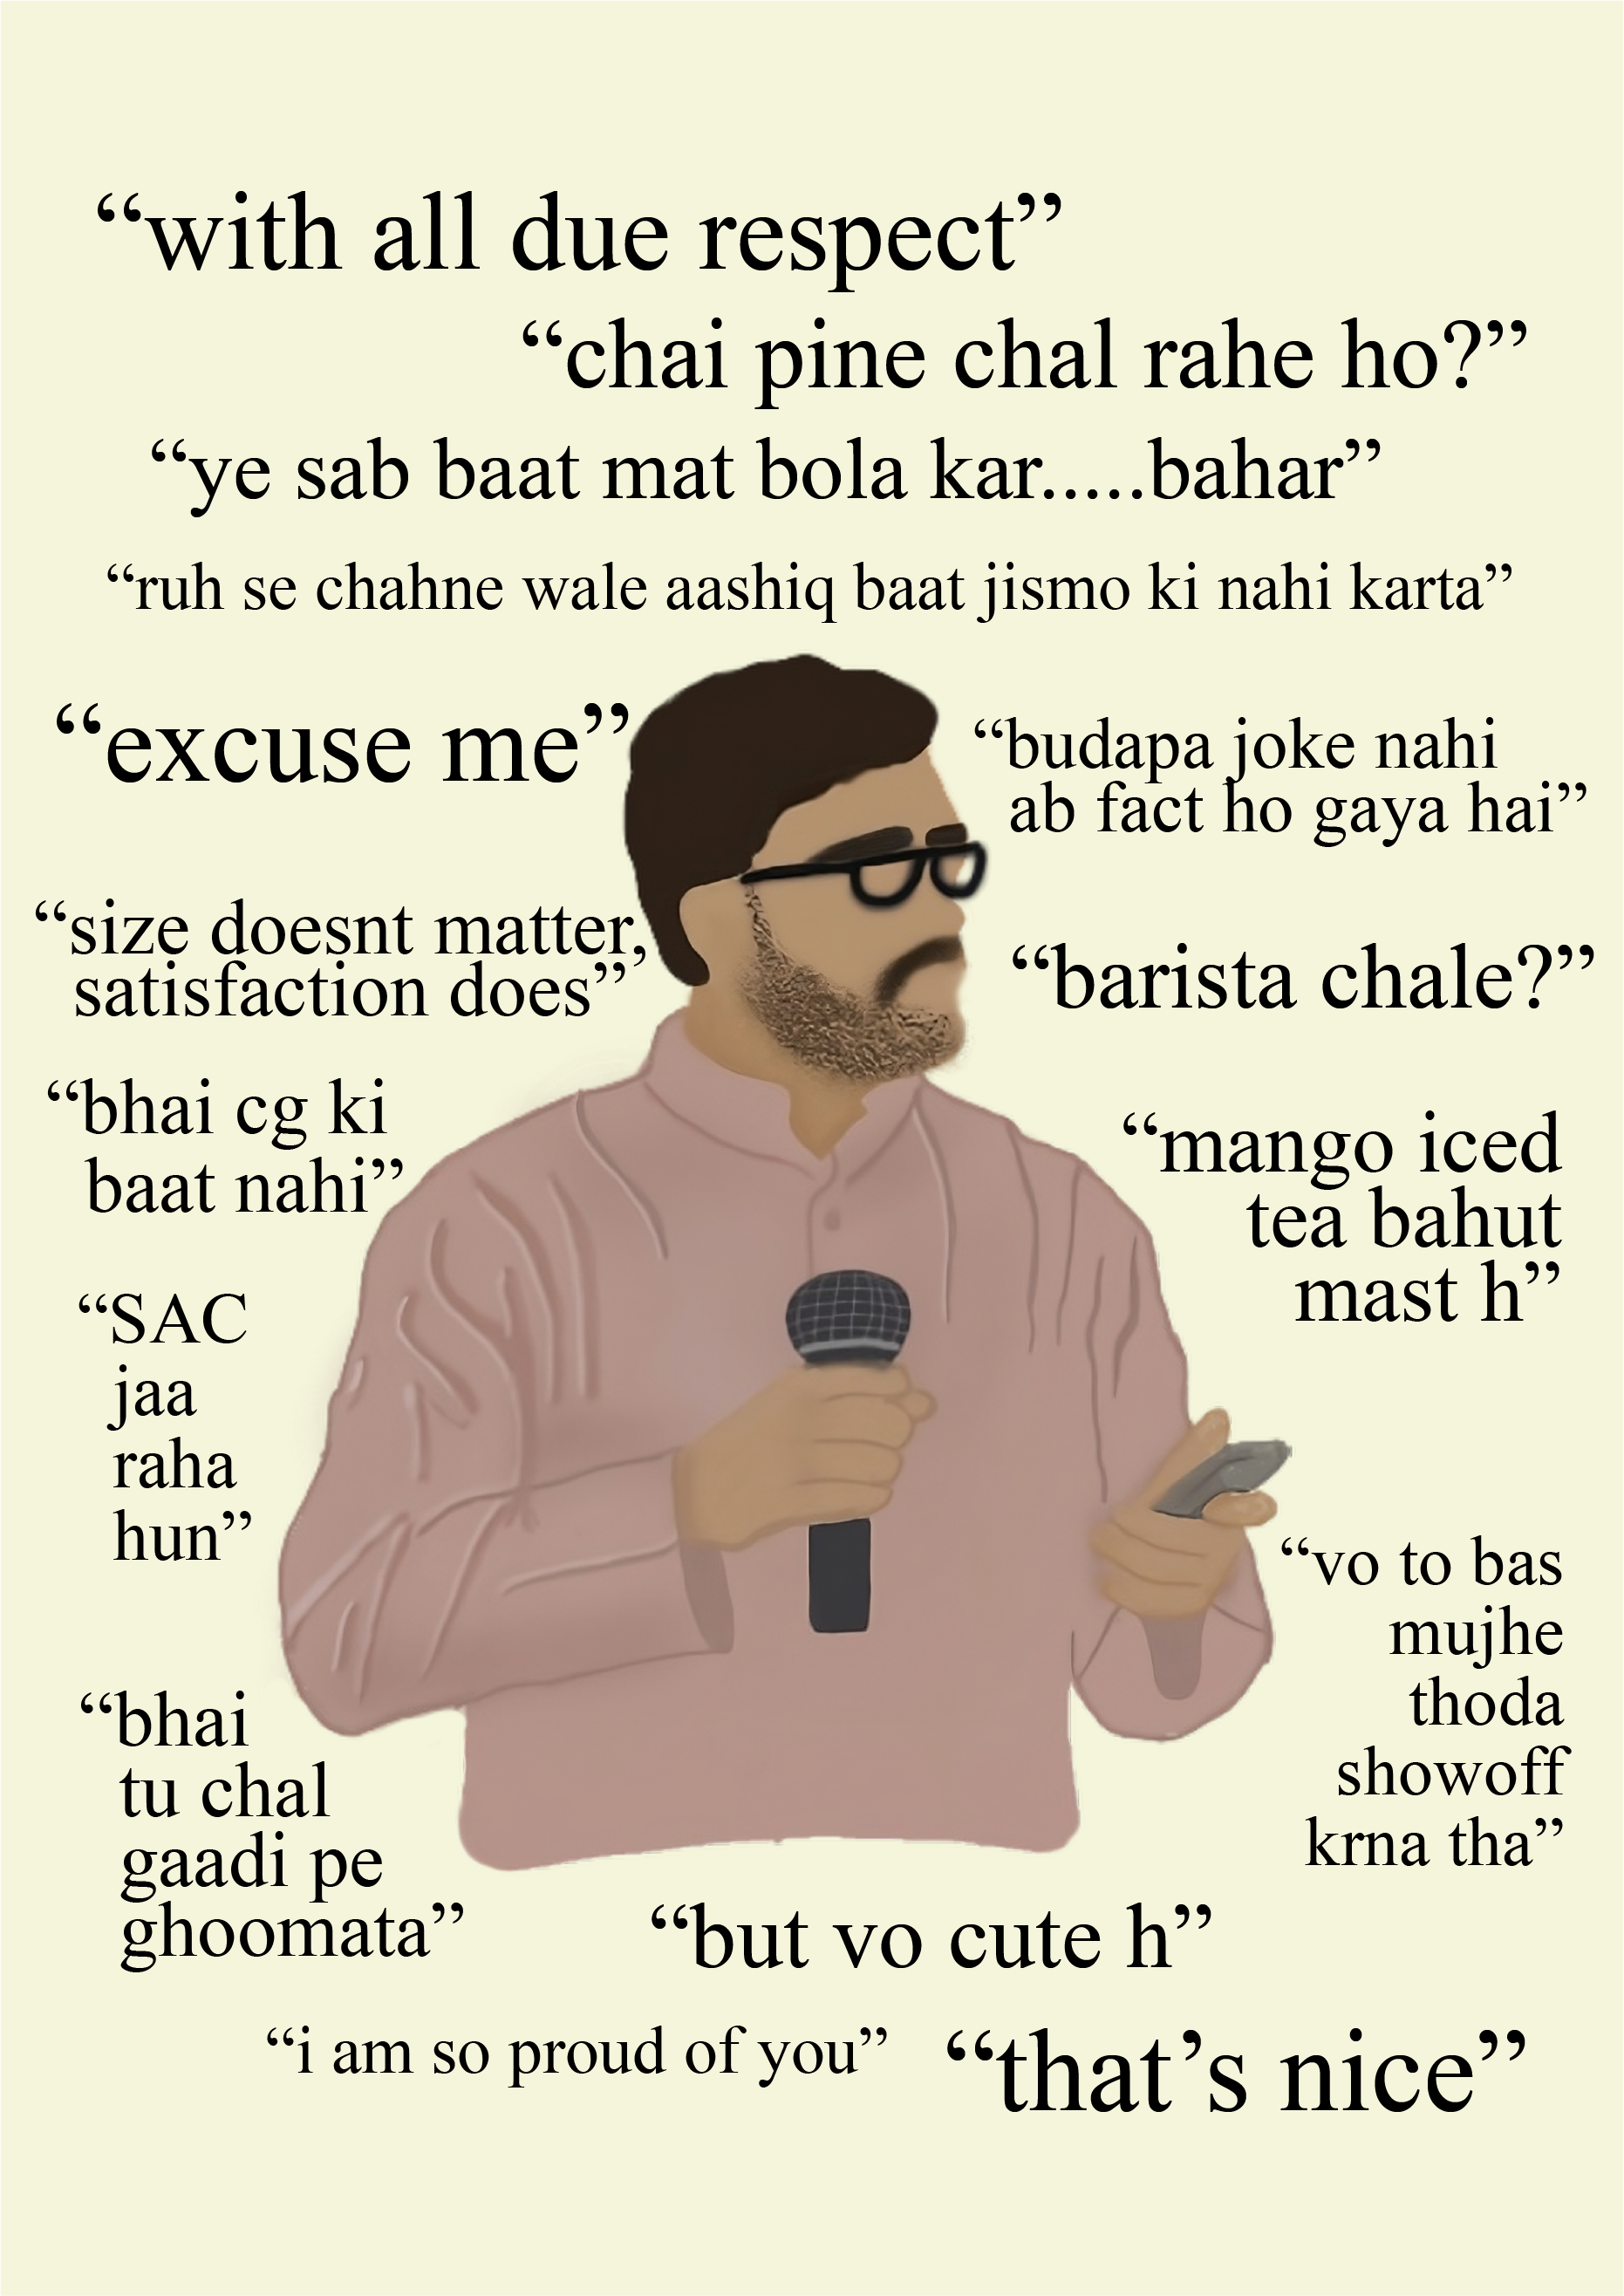 “with all due respect”
“chai pine chal rahe ho?”
“ye sab baat mat bola kar.....bahar”
“ruh se chahne wale aashiq baat jismo ki nahi karta”
“excuse me”
“budapa joke nahi
ab fact ho gaya hai”
“size doesnt matter,
satisfaction does”
“barista chale?”
“bhai cg ki
baat nahi”
“mango iced
tea bahut
mast h”
“SAC
jaa
raha
hun”
“vo to bas
mujhe
thoda
showoff
krna tha”
“bhai
tu chal
gaadi pe
ghoomata”
“but vo cute h”
“i am so proud of you”
“that’s nice”